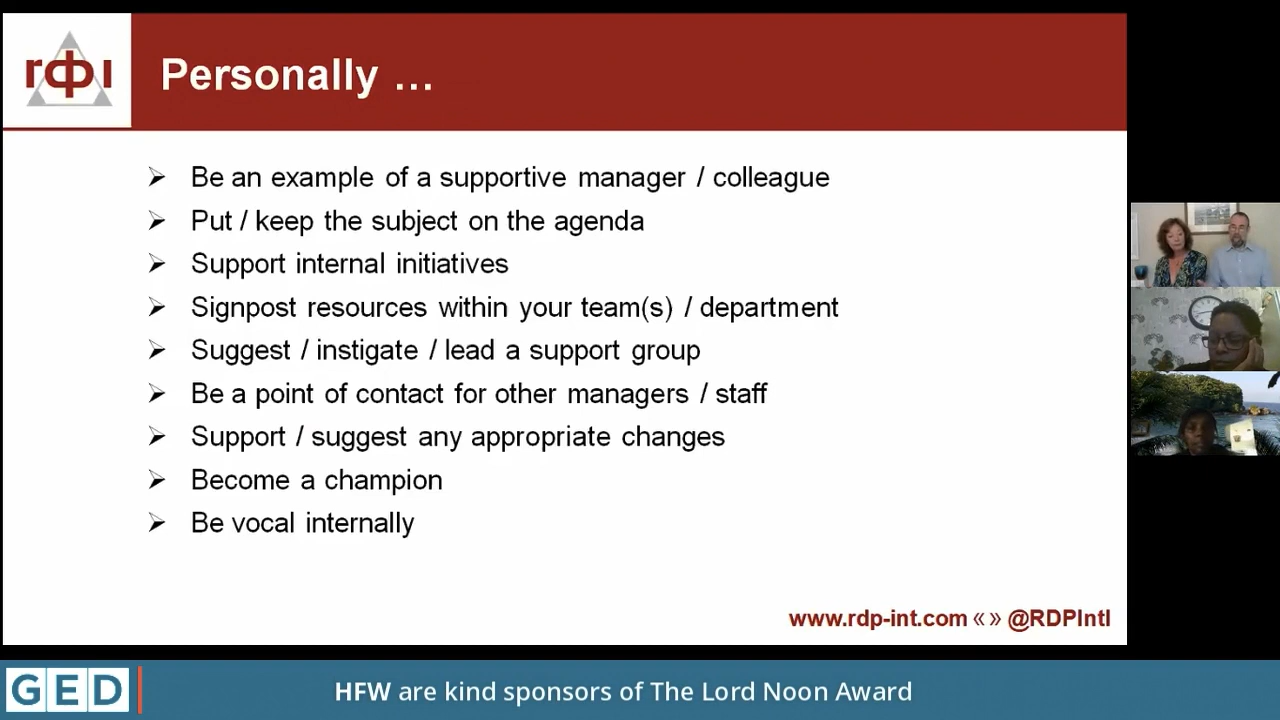 rφı
Personally ...
Be an example of a supportive manager / colleague
Put / keep the subject on the agenda
Support internal initiatives
Signpost resources within your team(s) / department
Suggest / instigate / lead a support group
Be a point of contact for other managers / staff
Support / suggest any appropriate changes
Become a champion
Be vocal internally
www.rdp-int.com «» @RDPIntl
GED
HFW are kind sponsors of The Lord Noon Award